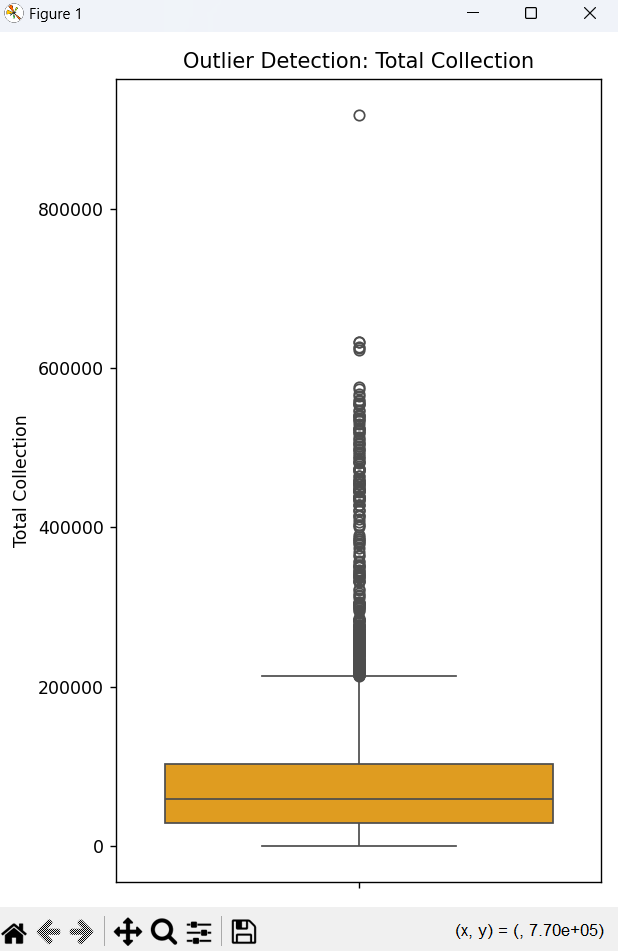 Figure 1
Outlier Detection: Total Collection
800000
600000
400000
200000
0
Total Collection
(x, y) = (, 7.70e+05)